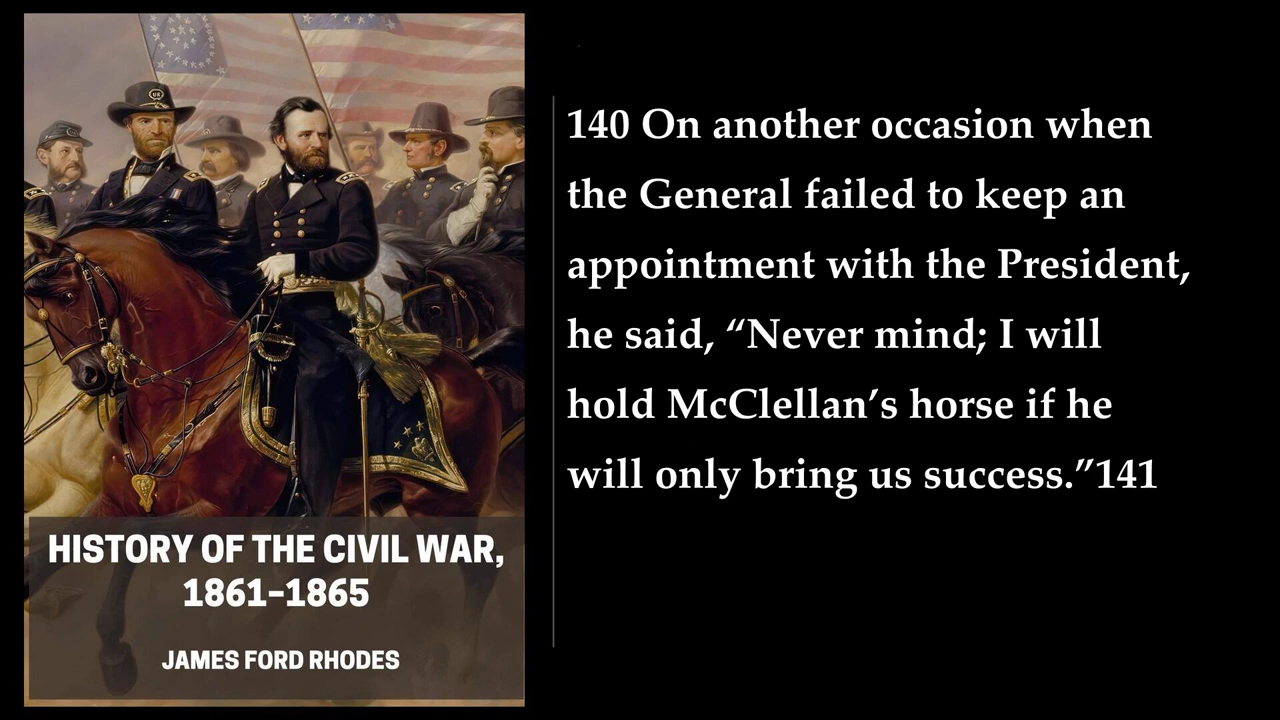 HISTORY OF THE CIVIL WAR,
1861–1865
JAMES FORD RHODES
140 On another occasion when
the General failed to keep an
appointment with the President,
he said, “Never mind; I will
hold McClellan’s horse if he
will only bring us success.”141